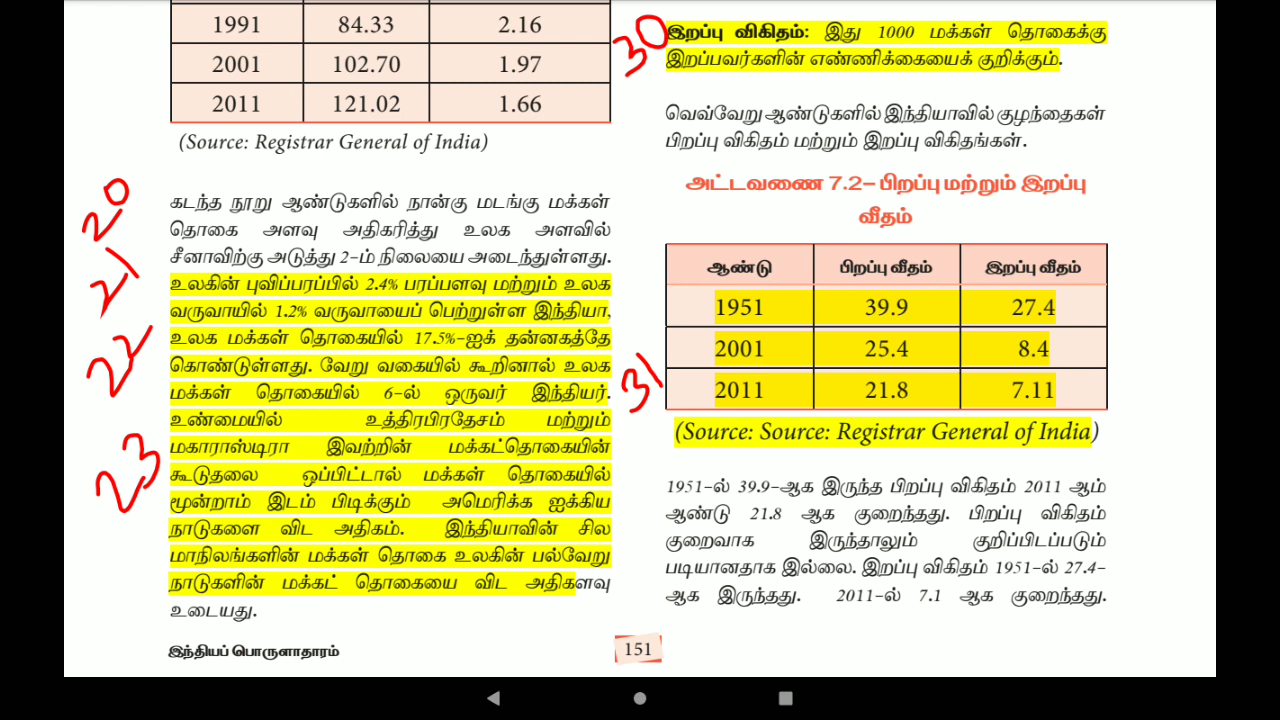 1991 84.33 2.16
2001 102.70 1.97
2011 121.02 1.66
(Source: Registrar General of India)
20
21
22
23
கடந்த நூறு ஆண்டுகளில் நான்கு மடங்கு மக்கள்
தொகை அளவு அதிகரித்து உலக அளவில்
சீனாவிற்கு அடுத்து 2-ம் நிலையை அடைந்துள்ளது.
உலகின் புவிப்பரப்பில் 2.4% பரப்பளவு மற்றும் உலக
வருவாயில் 1.2% வருவாயைப் பெற்றுள்ள இந்தியா,
உலக மக்கள் தொகையில் 17.5%-ஐக் தன்னகத்தே
கொண்டுள்ளது. வேறு வகையில் கூறினால் உலக
மக்கள் தொகையில் 6-ல் ஒருவர் இந்தியர்.
உண்மையில் உத்திரபிரதேசம் மற்றும்
மகாராஸ்டிரா இவற்றின் மக்கட்தொகையின்
கூடுதலை ஒப்பிட்டால் மக்கள் தொகையில்
மூன்றாம் இடம் பிடிக்கும் அமெரிக்க ஐக்கிய
நாடுகளை விட அதிகம். இந்தியாவின் சில
மாநிலங்களின் மக்கள் தொகை உலகின் பல்வேறு
நாடுகளின் மக்கட் தொகையை விட அதிகளவு
உடையது.
30
இறப்பு விகிதம்: இது 1000 மக்கள் தொகைக்கு
இறப்பவர்களின் எண்ணிக்கையைக் குறிக்கும்.
வெவ்வேறு ஆண்டுகளில் இந்தியாவில் குழந்தைகள்
பிறப்பு விகிதம் மற்றும் இறப்பு விகிதங்கள்.
அட்டவணை 7.2– பிறப்பு மற்றும் இறப்பு
வீதம்
ஆண்டு பிறப்பு வீதம் இறப்பு வீதம்
1951 39.9 27.4
2001 25.4 8.4
31
2011 21.8 7.11
(Source: Source: Registrar General of India)
1951-ல் 39.9-ஆக இருந்த பிறப்பு விகிதம் 2011 ஆம்
ஆண்டு 21.8 ஆக குறைந்தது. பிறப்பு விகிதம்
குறைவாக இருந்தாலும் குறிப்பிடப்படும்
படியானதாக இல்லை. இறப்பு விகிதம் 1951-ல் 27.4-
ஆக இருந்தது. 2011-ல் 7.1 ஆக குறைந்தது.
இந்தியப் பொருளாதாரம்
151